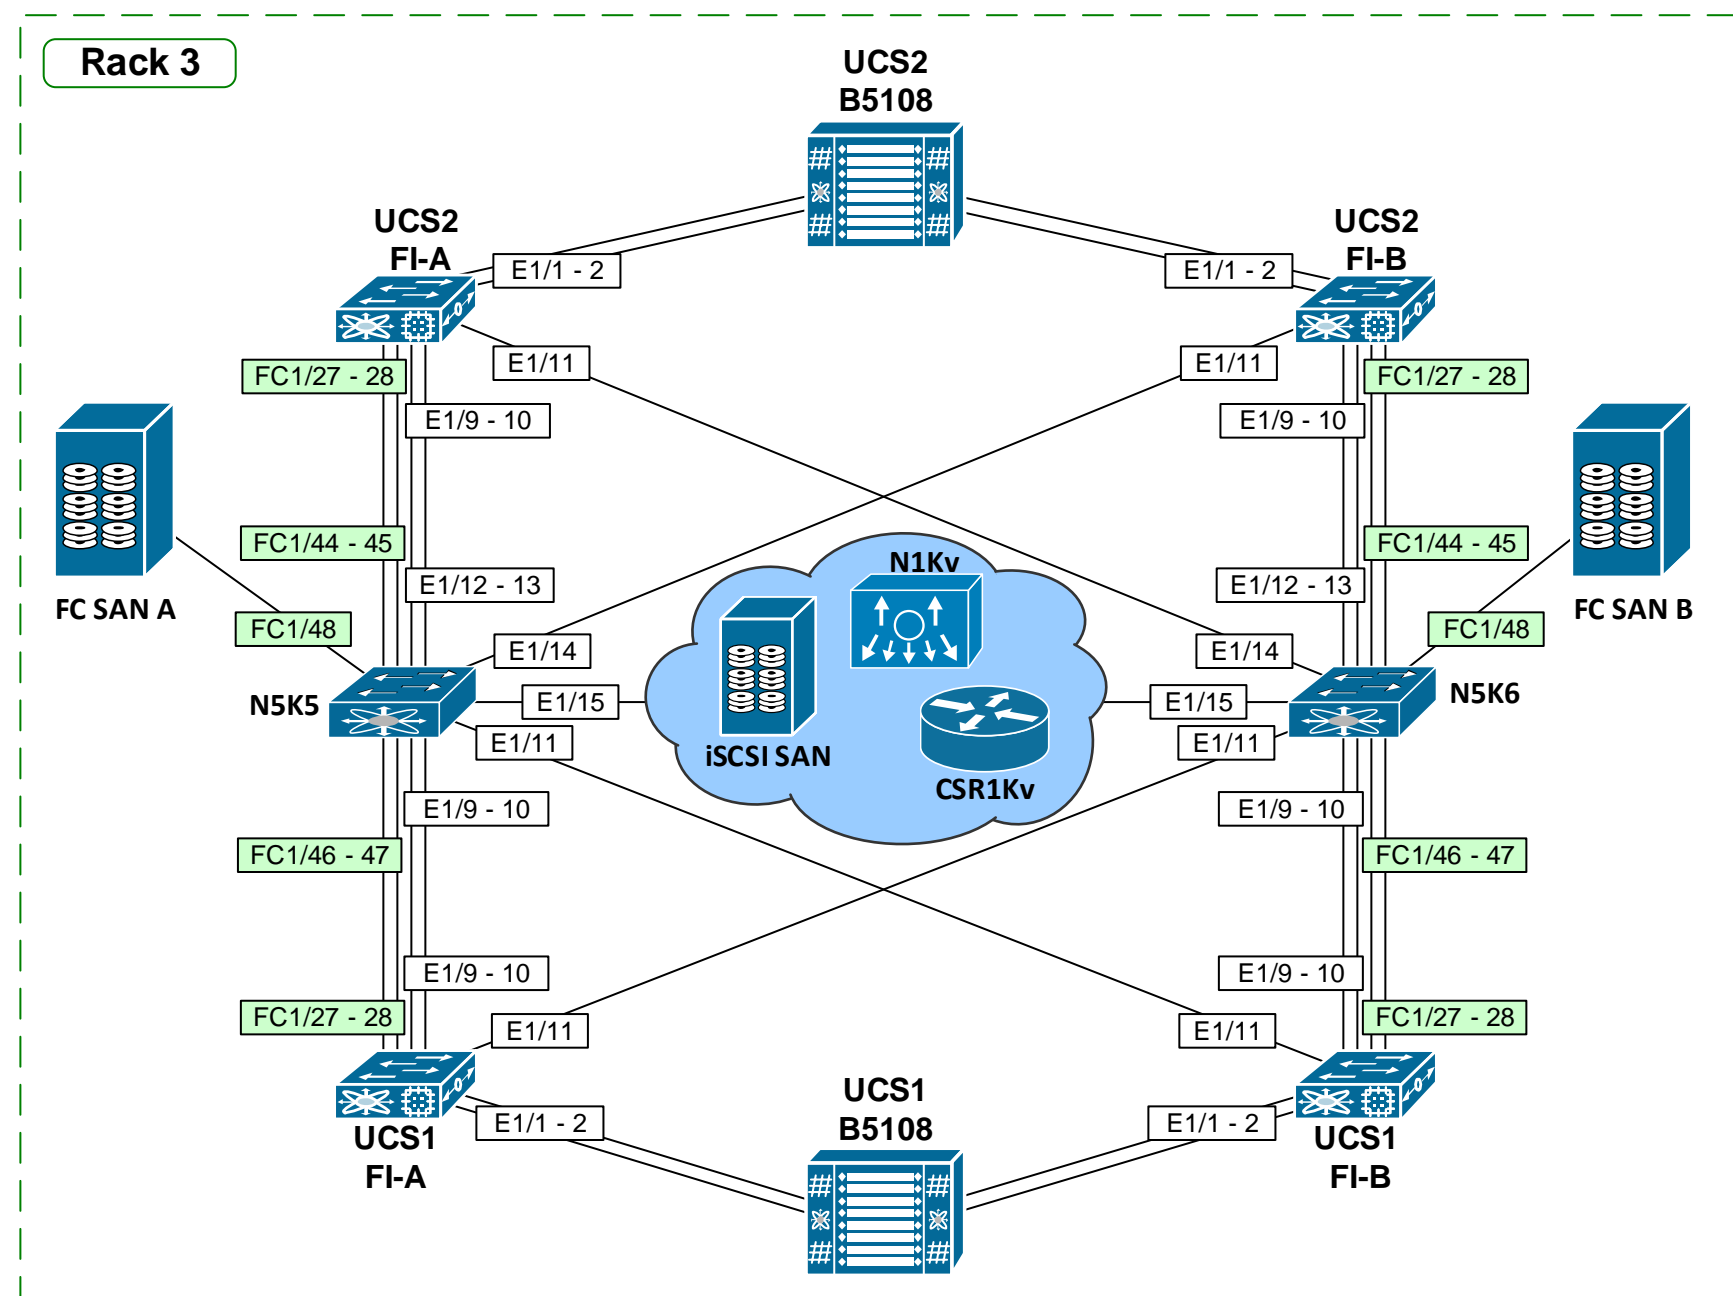 Rack 3
UCS2
B5108
UCS2
FI-A
UCS2
FI-B
E1/1 - 2
E1/1 - 2
E1/11
E1/11
FC1/27 - 28
FC1/27 - 28
E1/9 - 10
E1/9 - 10
FC1/44 - 45
FC1/44 - 45
N1Kv
E1/12 - 13
E1/12 - 13
FC SAN A
FC SAN B
FC1/48
FC1/48
E1/14
E1/14
N5K5
E1/15
E1/15
N5K6
E1/11
E1/11
iSCSI SAN
CSR1Kv
E1/9 - 10
E1/9 - 10
FC1/46 - 47
FC1/46 - 47
E1/9 - 10
E1/9 - 10
FC1/27 - 28
FC1/27 - 28
E1/11
E1/11
UCS1
B5108
E1/1 - 2
E1/1 - 2
UCS1
FI-A
UCS1
FI-B